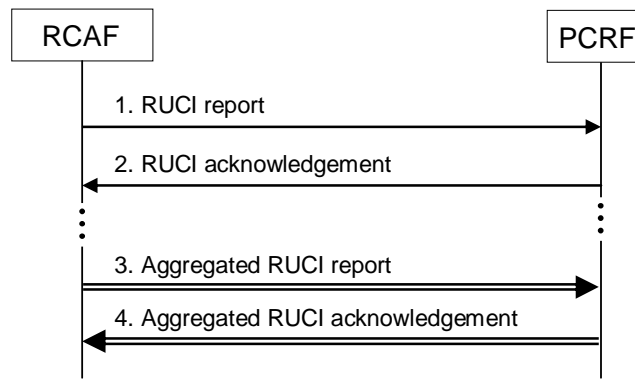 RCAF
PCRF
1. RUCI report
2. RUCI acknowledgement
3. Aggregated RUCI report
4. Aggregated RUCI acknowledgement